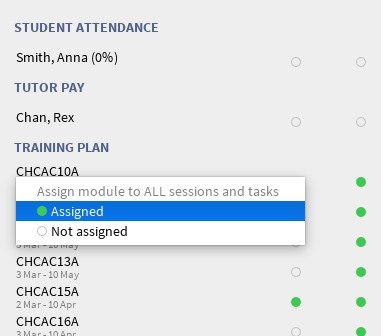 STUDENT ATTENDANCE
Smith, Anna (0%)
TUTOR PAY
Chan, Rex
TRAINING PLAN
CHCAC10A
Assign module to ALL sessions and tasks
Assigned
Not assigned
3 Mar - 10 May
CHCAC13A
3 Mar - 10 May
CHCAC15A
2 Mar - 10 Apr
CHCAC16A
3 Mar - 10 Apr